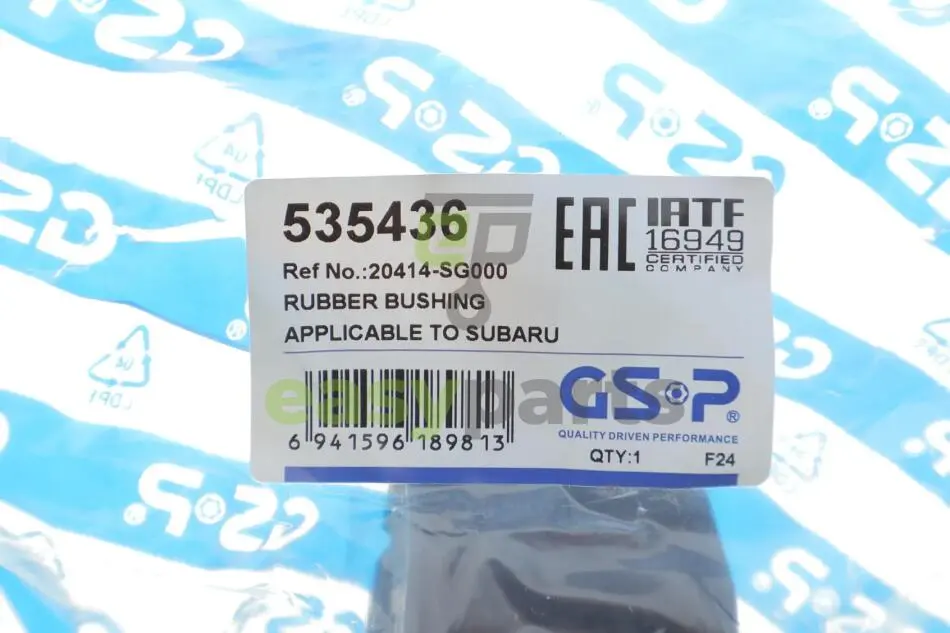 535436
EAC
IATF
16949
CERTIFIED
COMPANY
Ref No.:20414-SG000
RUBBER BUSHING
APPLICABLE TO SUBARU
easyparts
GSP®
QUALITY DRIVEN PERFORMANCE
6 941596 189813
QTY:1
F24